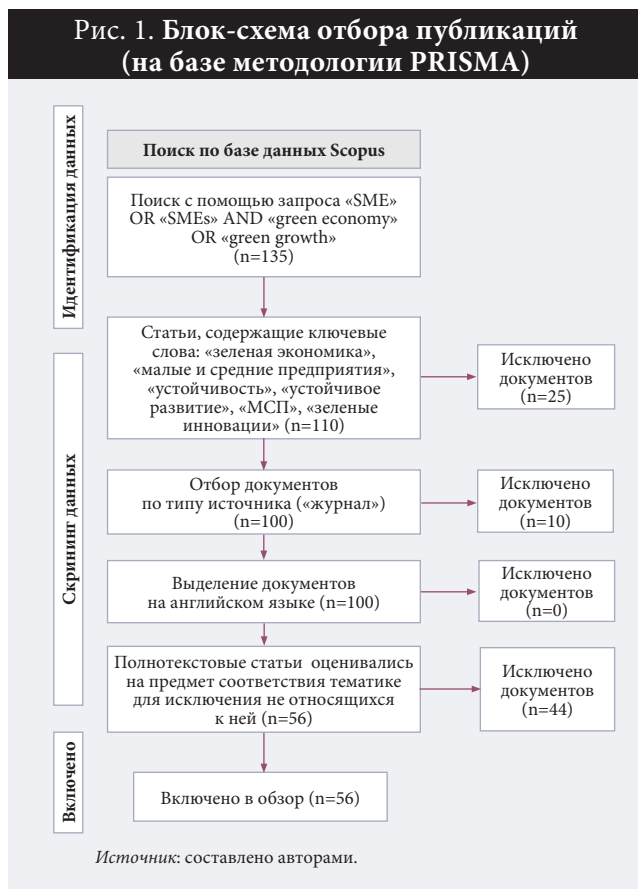 Рис. 1. Блок-схема отбора публикаций
(на базе методологии PRISMA)
Идентификация данных
Поиск по базе данных Scopus
Поиск с помощью запроса «SME»
OR «SMEs» AND «green economy»
OR «green growth»
(n=135)
Скрининг данных
Статьи, содержащие ключевые
слова: «зеленая экономика»,
«малые и средние предприятия»,
«устойчивость», «устойчивое
развитие», «МСП», «зеленые
инновации» (n=110)
Исключено
документов
(n=25)
Отбор документов
по типу источника («журнал»)
(n=100)
Исключено
документов
(n=10)
Выделение документов
на английском языке (n=100)
Исключено
документов
(n=0)
Полнотекстовые статьи оценивались
на предмет соответствия тематике
для исключения не относящихся
к ней (n=56)
Исключено
документов
(n=44)
Включено
Включено в обзор (n=56)
Источник: составлено авторами.